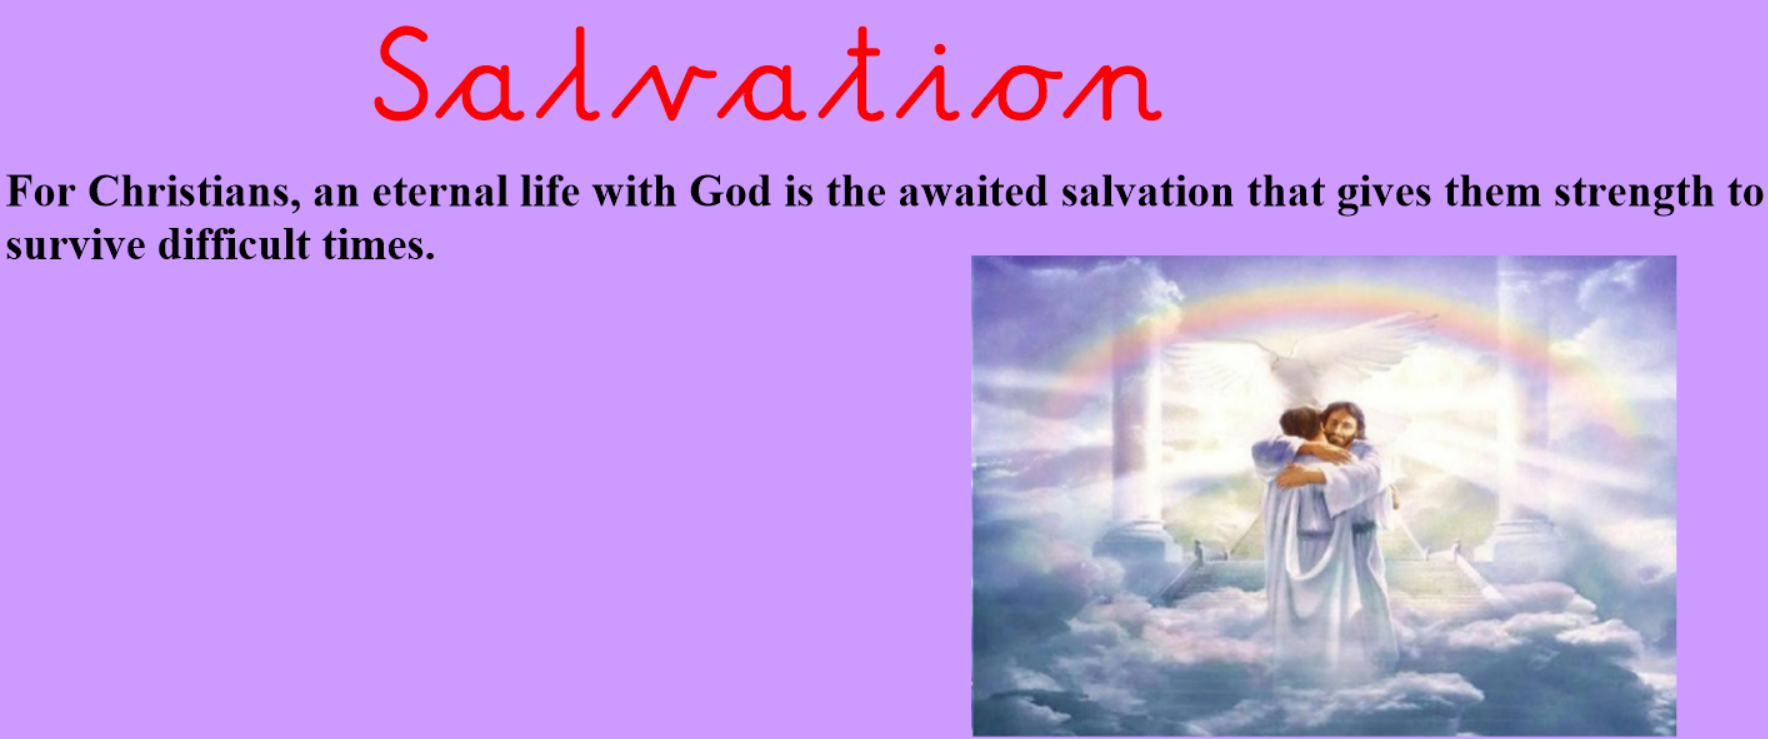 Salvation
For Christians, an eternal life with God is the awaited salvation that gives them strength to
survive difficult times.